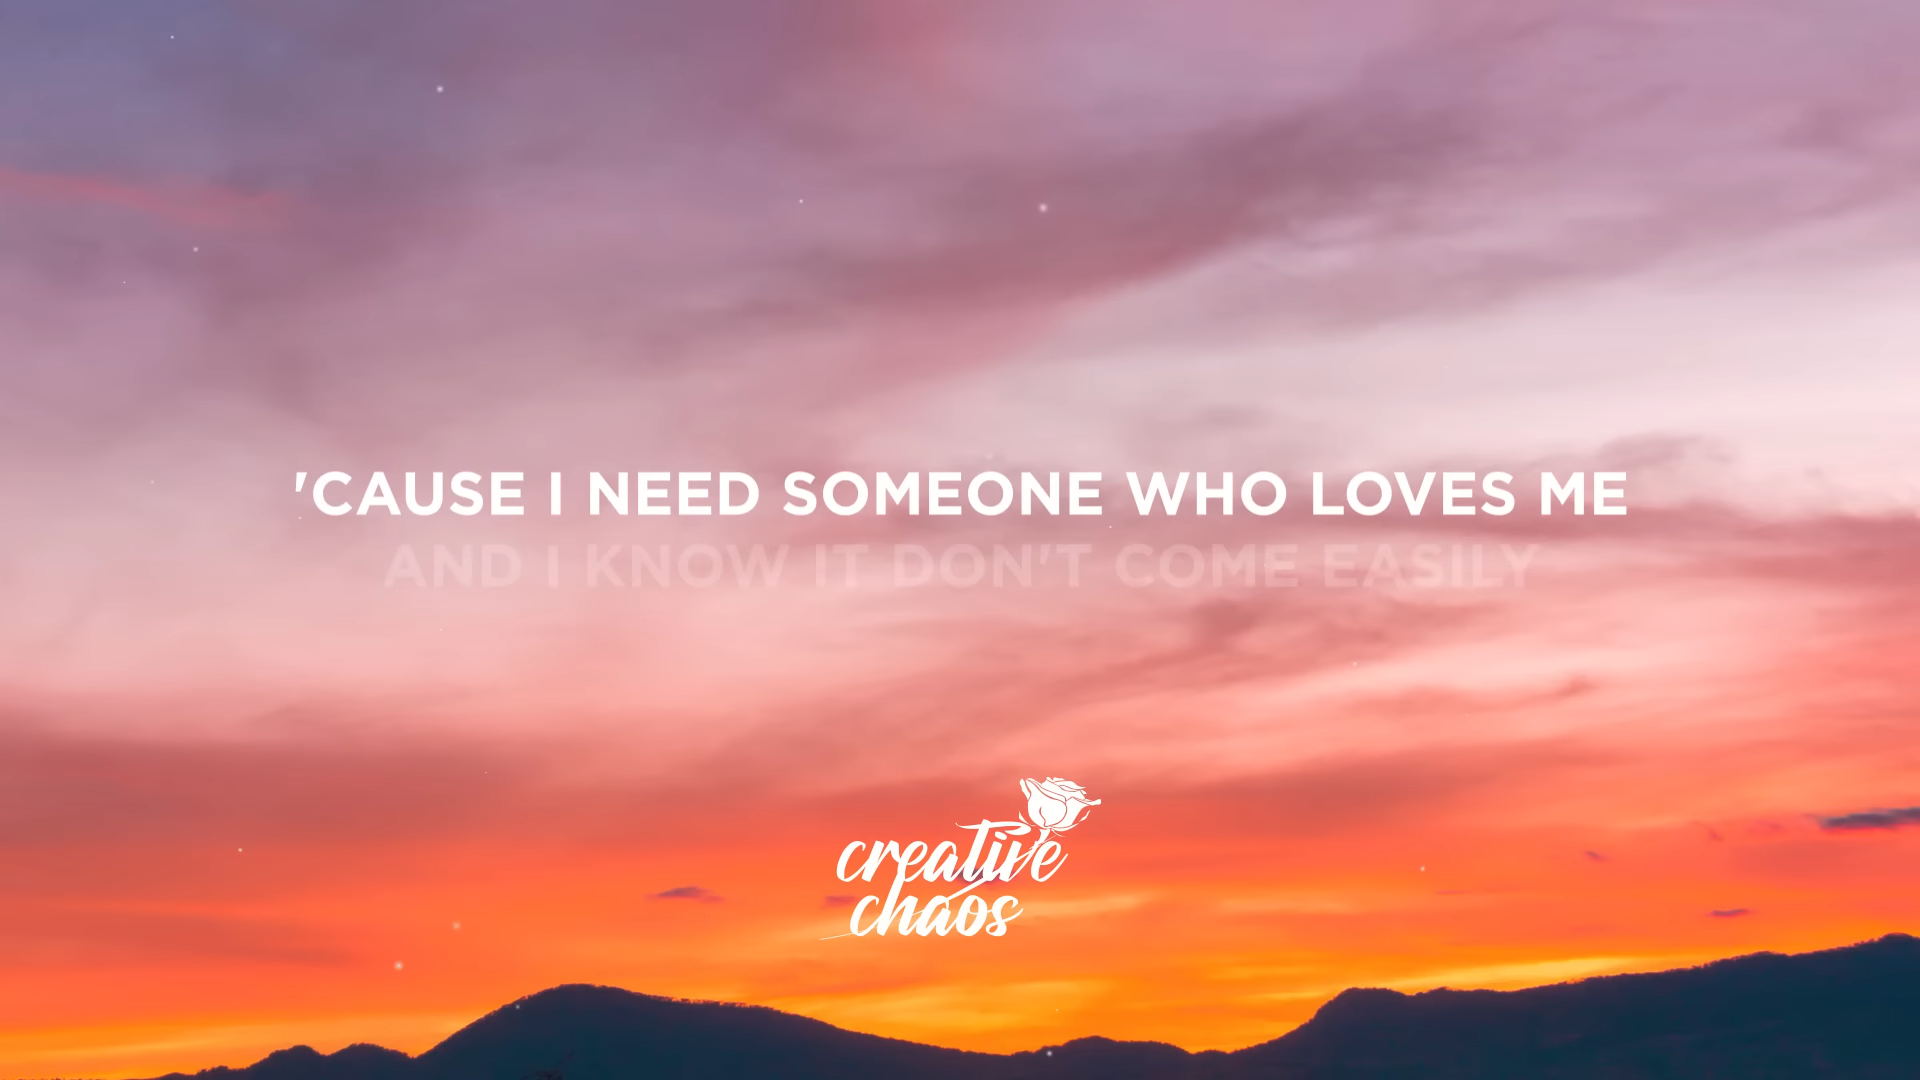 'CAUSE I NEED SOMEONE WHO LOVES ME
AND I KNOW IT DON'T COME EASILY
creative
chaos